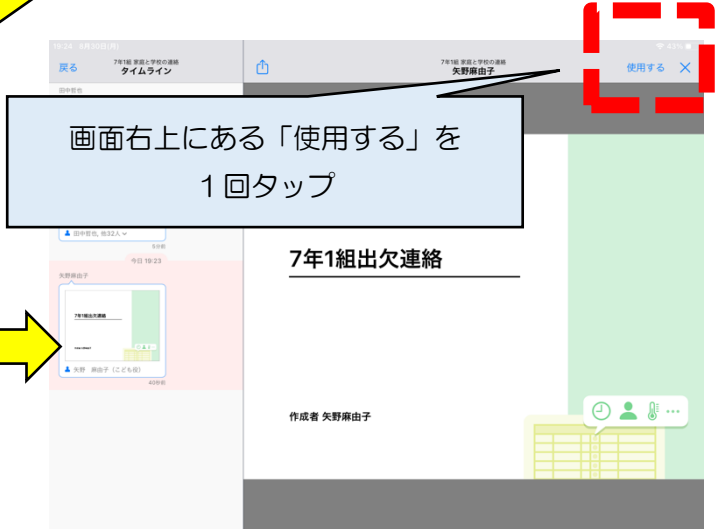 19:24 6月30日(月)
43%
戻る
7年1組 家庭と学校の連絡
タイムライン
7年1組 家庭と学校の連絡
矢野麻由子
使用する
田中哲也
画面右上にある「使用する」を
1回タップ
田中哲也, 他32人
5分前
今日 19:23
矢野麻由子
7年1組出欠連絡
矢野 麻由子（こども役）
40秒前
7年1組出欠連絡
作成者 矢野麻由子